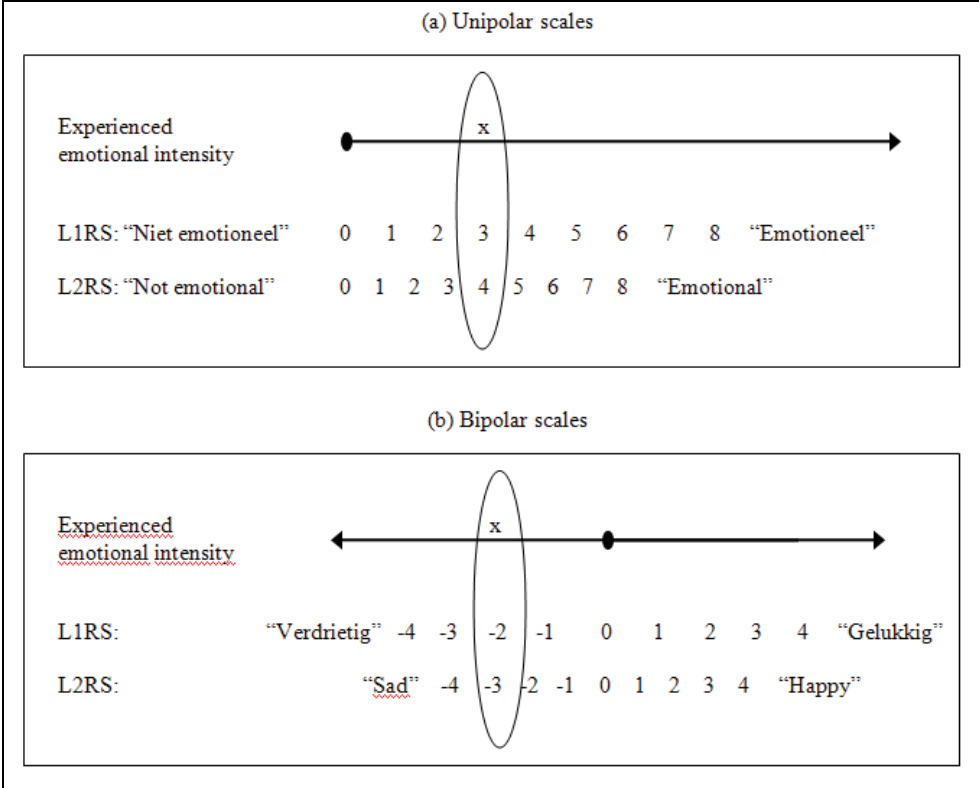 (a) Unipolar scales
Experienced
emotional intensity
x
L1RS: “Niet emotioneel” 0 1 2 3 4 5 6 7 8 “Emotioneel”
L2RS: “Not emotional” 0 1 2 3 4 5 6 7 8 “Emotional”
(b) Bipolar scales
Experienced
emotional intensity
x
L1RS: “Verdrietig” -4 -3 -2 -1 0 1 2 3 4 “Gelukkig”
L2RS: “Sad” -4 -3 -2 -1 0 1 2 3 4 “Happy”